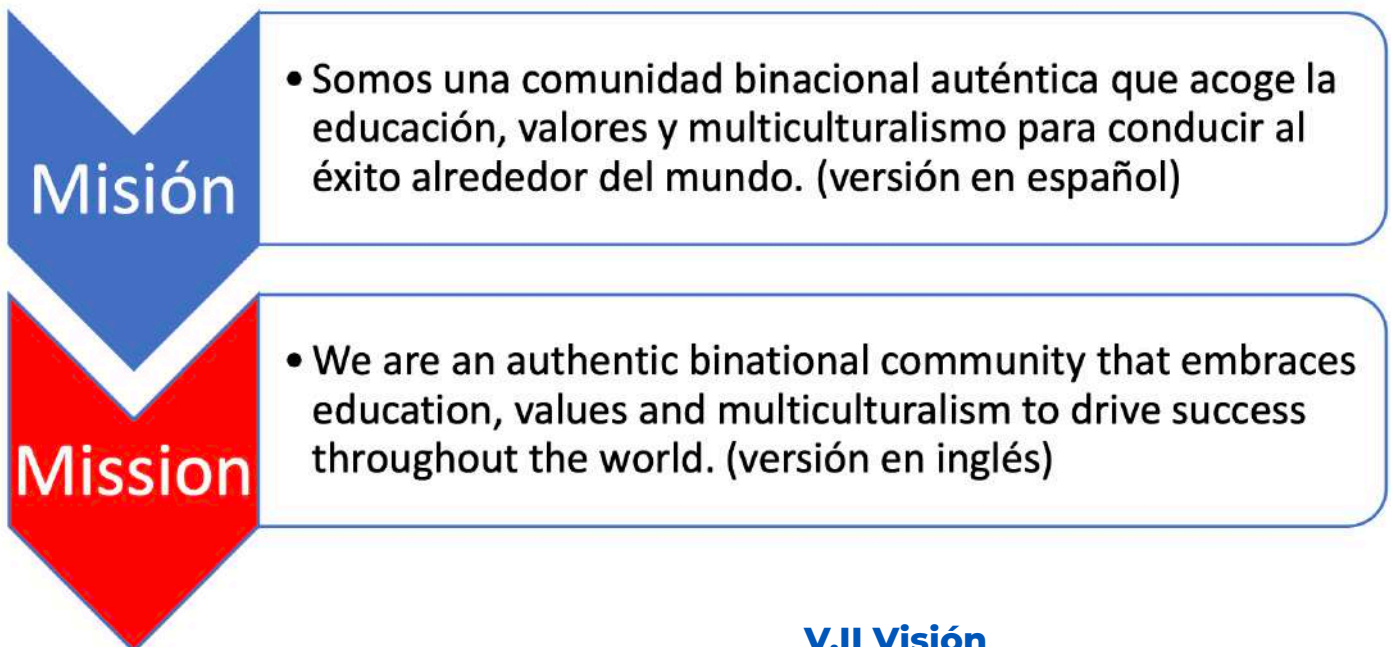 Misión
• Somos una comunidad binacional auténtica que acoge la
educación, valores y multiculturalismo para conducir al
éxito alrededor del mundo. (versión en español)
Mission
• We are an authentic binational community that embraces
education, values and multiculturalism to drive success
throughout the world. (versión en inglés)
V.II Visión